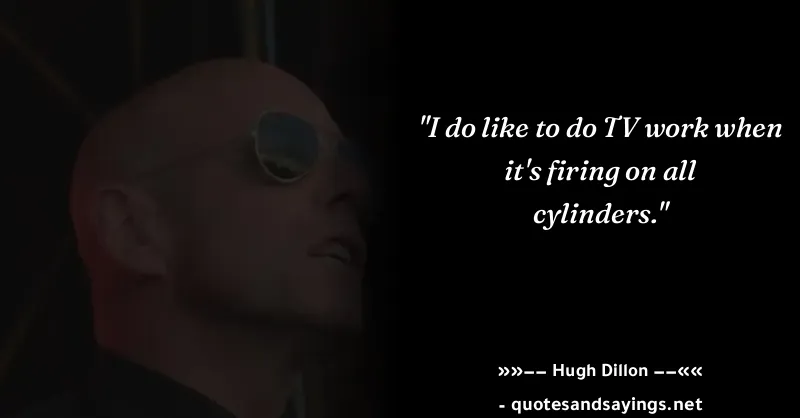 "I do like to do TV work when
it's firing on all
cylinders."
»»−− Hugh Dillon −−««
- quotesandsayings.net